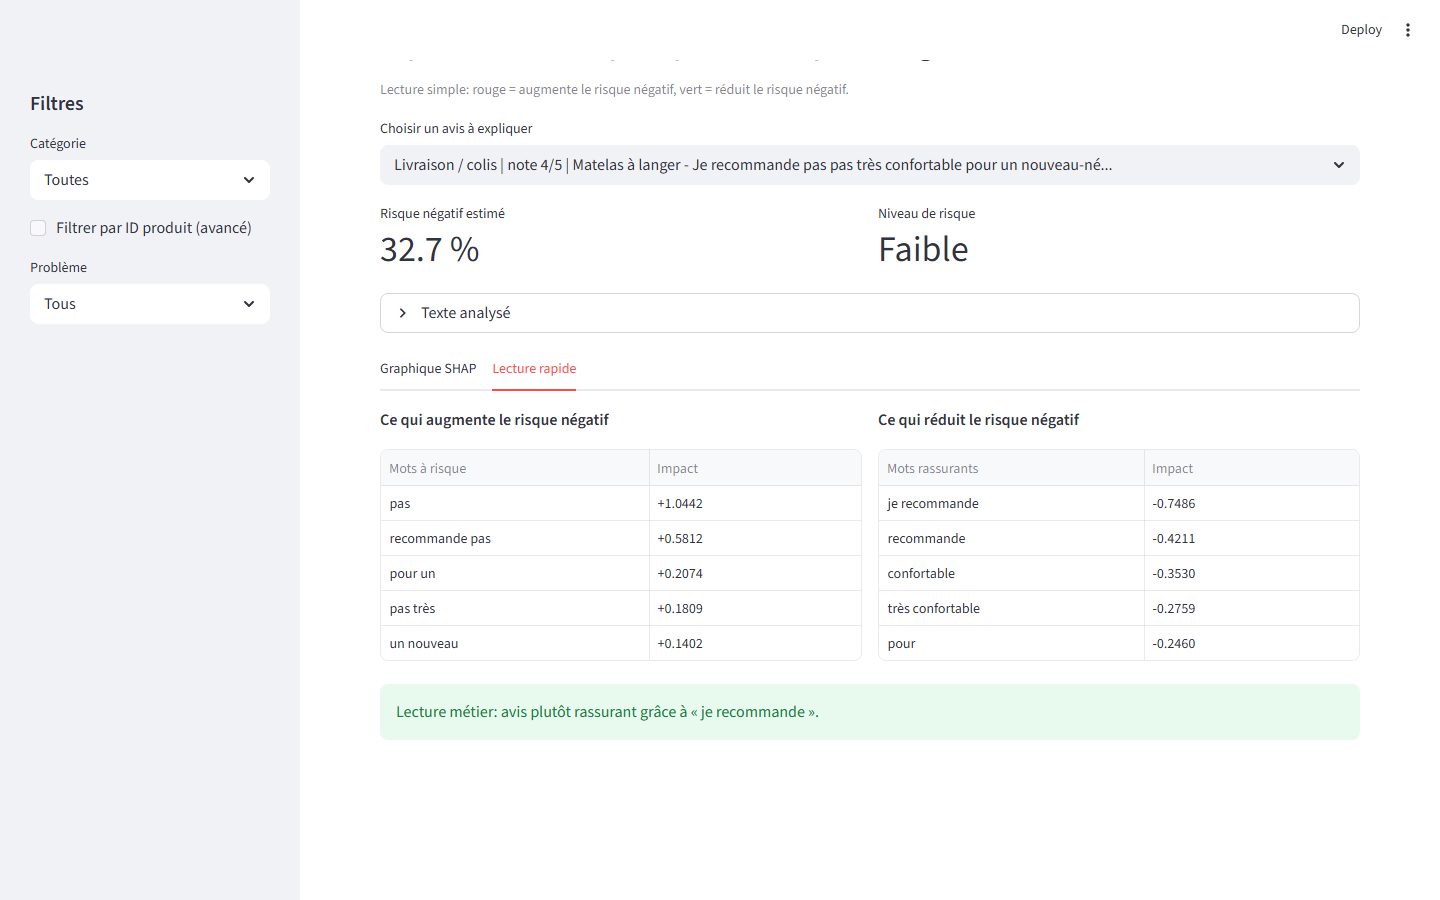 Deploy
Filtres
Catégorie
Toutes
Filtrer par ID produit (avancé)
Problème
Tous
Lecture simple: rouge = augmente le risque négatif, vert = réduit le risque négatif.
Choisir un avis à expliquer
Livraison / colis | note 4/5 | Matelas à langer - Je recommande pas pas très confortable pour un nouveau-né...
Risque négatif estimé
32.7 %
Niveau de risque
Faible
Texte analysé
Graphique SHAP Lecture rapide
Ce qui augmente le risque négatif
Mots à risque Impact
pas +1.0442
recommande pas +0.5812
pour un +0.2074
pas très +0.1809
un nouveau +0.1402
Ce qui réduit le risque négatif
Mots rassurants Impact
je recommande -0.7486
recommande -0.4211
confortable -0.3530
très confortable -0.2759
pour -0.2460
Lecture métier: avis plutôt rassurant grâce à « je recommande ».